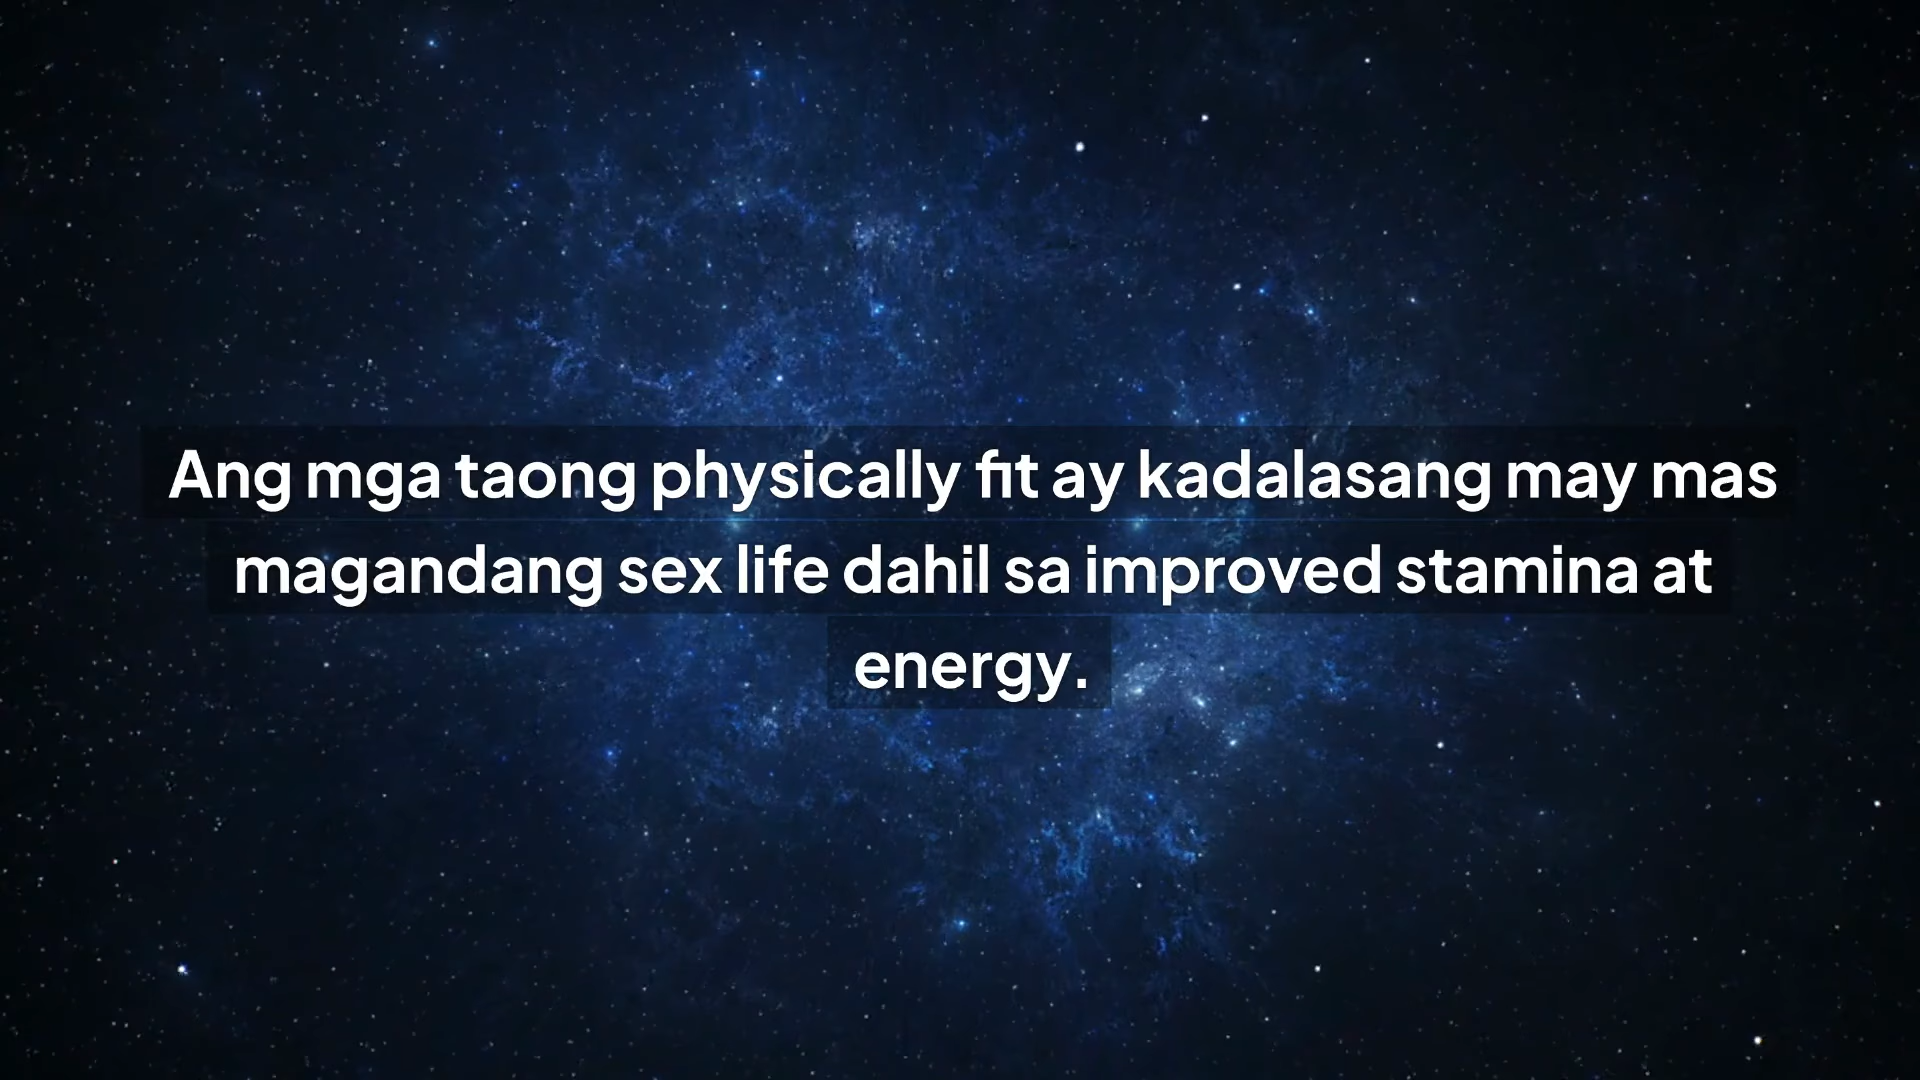 Ang mga taong physically fit ay kadalasang may mas
magandang sex life dahil sa improved stamina at
energy.